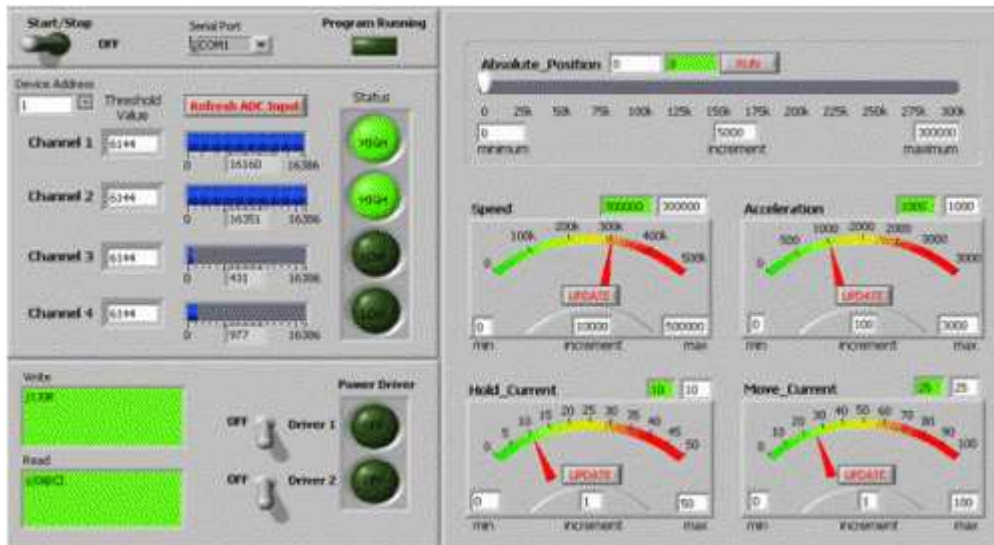 Start/Stop
OFF
Serial Port
COM1
Program Running
Device Address
1
Threshold Value
Refresh ADC Input
Status
Channel 1
6144
0 16160 16386
HIGH
Channel 2
6144
0 16351 16386
HIGH
Channel 3
6144
0 431 16386
LOW
Channel 4
6144
0 977 16386
LOW
Write
Read
OFF
Driver 1
OFF
Driver 2
Power Driver
Absolute_Position 0 0 RUN
0 25k 50k 75k 100k 125k 150k 175k 200k 225k 250k 275k 300k
0 5000 300000
minimum increment maximum
Speed 300000 300000
0 100k 200k 300k 400k 500k
UPDATE
0 10000 500000
min increment max
Acceleration 1000 1000
0 500 1000 2000 3000
UPDATE
0 100 3000
min increment max
Hold_Current 10 10
0 5 10 15 20 25 30 35 40 45 50
UPDATE
0 1 50
min increment max
Move_Current 25 25
0 10 20 30 40 50 60 70 80 90 100
UPDATE
0 1 100
min increment max